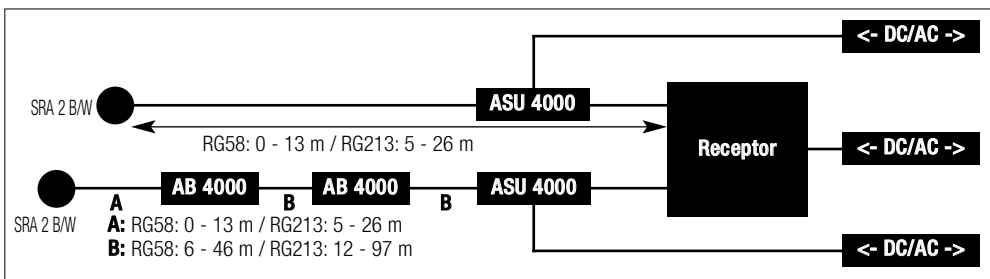 <- DC/AC ->
SRA 2 B/W
ASU 4000
RG58: 0 - 13 m / RG213: 5 - 26 m
Receptor
<- DC/AC ->
AB 4000
AB 4000
ASU 4000
A
B
B
SRA 2 B/W
A: RG58: 0 - 13 m / RG213: 5 - 26 m
B: RG58: 6 - 46 m / RG213: 12 - 97 m
<- DC/AC ->